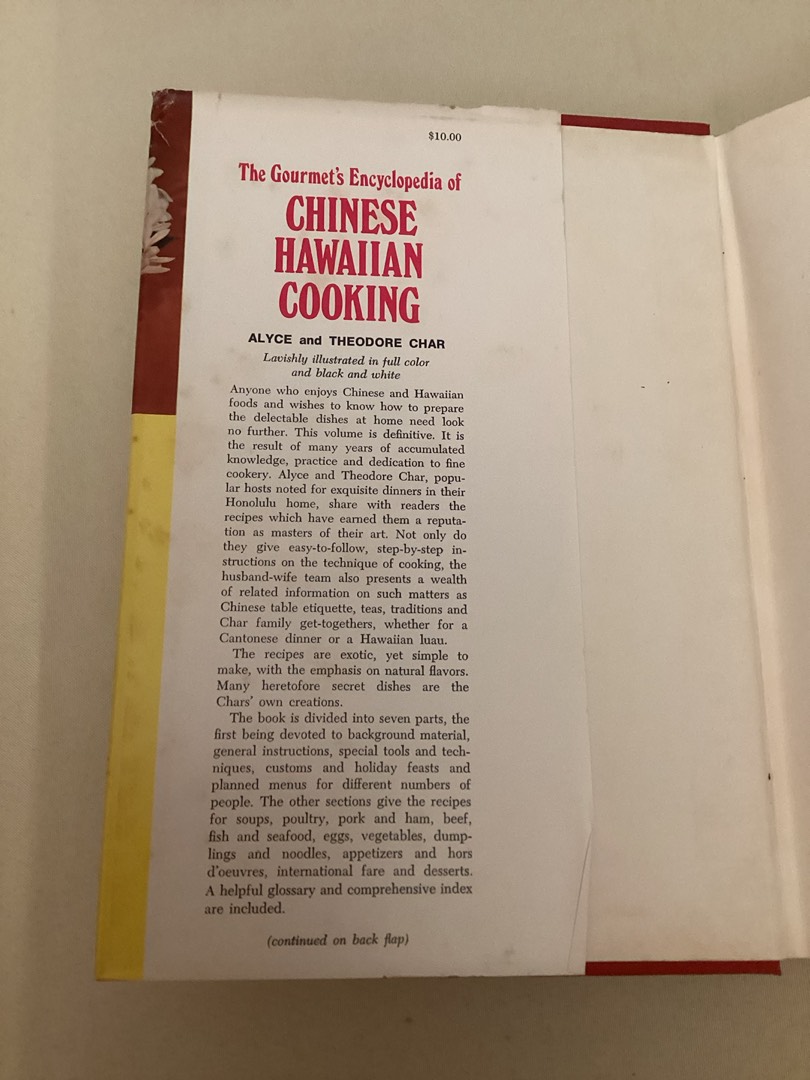 $10.00
The Gourmet's Encyclopedia of
CHINESE
HAWAIIAN
COOKING
ALYCE and THEODORE CHAR
Lavishly illustrated in full color
and black and white
Anyone who enjoys Chinese and Hawaiian
foods and wishes to know how to prepare
the delectable dishes at home need look
no further. This volume is definitive. It is
the result of many years of accumulated
knowledge, practice and dedication to fine
cookery. Alyce and Theodore Char, popu-
lar hosts noted for exquisite dinners in their
Honolulu home, share with readers the
recipes which have earned them a reputa-
tion as masters of their art. Not only do
they give easy-to-follow, step-by-step in-
structions on the technique of cooking, the
husband-wife team also presents a wealth
of related information on such matters as
Chinese table etiquette, teas, traditions and
Char family get-togethers, whether for a
Cantonese dinner or a Hawaiian luau.
The recipes are exotic, yet simple to
make, with the emphasis on natural flavors.
Many heretofore secret dishes are the
Chars' own creations.
The book is divided into seven parts, the
first being devoted to background material,
general instructions, special tools and tech-
niques, customs and holiday feasts and
planned menus for different numbers of
people. The other sections give the recipes
for soups, poultry, pork and ham, beef,
fish and seafood, eggs, vegetables, dump-
lings and noodles, appetizers and hors
d'oeuvres, international fare and desserts.
A helpful glossary and comprehensive index
are included.
(continued on back flap)